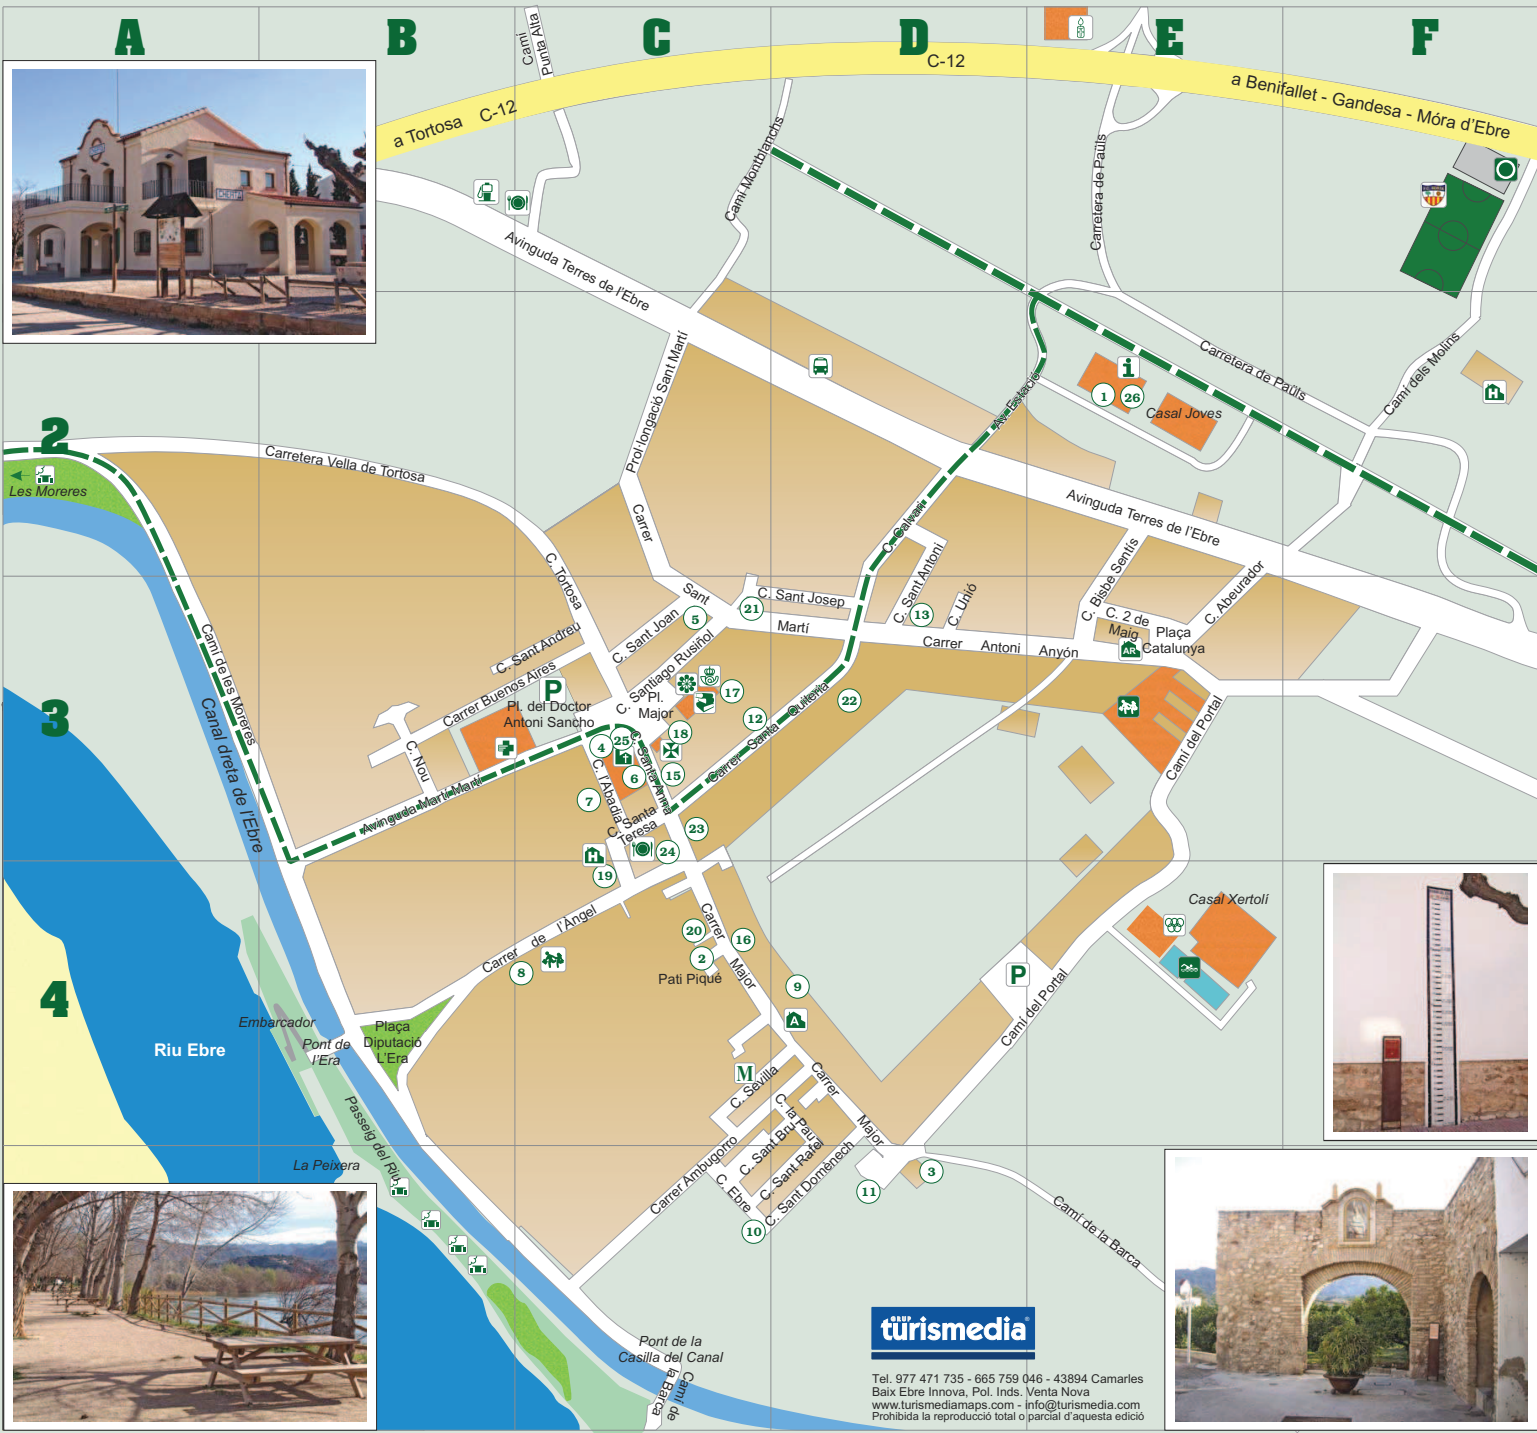 A
B
C
D
E
F
2
3
4
Camí
Punta Alta
C-12
a Benifallet - Gandesa - Móra d'Ebre
a Tortosa C-12
Camí Montblanchs
Carretera de Paüls
Avinguda Terres de l'Ebre
CHERTA
Prol·longació Sant Martí
Av. Estació
i
1
26
Casal Joves
Carretera de Paüls
Camí dels Molins
H
Carretera Vella de Tortosa
Les Moreres
Carrer
Sant
Martí
C. Calvari
Avinguda Terres de l'Ebre
C. Tortosa
C. Sant Josep
21
C. Sant Antoni
13
C. Unió
C. Bisbe Sentís
C. 2 de
Maig
Plaça
Catalunya
AR
C. Abeurador
Carrer Antoni Anyón
Camí de les Moreres
Canal dreta de l'Ebre
C. Sant Andreu
Carrer Buenos Aires
C. Sant Joan
5
C. Santiago Rusiñol
P
Pl. del Doctor
Antoni Sancho
Pl.
Major
17
18
12
22
C. Nou
Avinguda Martí Martí
4
25
6
15
7
C. l'Abadia
C. Santa Anna
Carrer Santa Quitèria
C. Santa
Teresa
23
24
H
19
Camí del Portal
Casal Xertolí
Carrer de l'Àngel
8
20
2
16
Pati Piqué
Carrer
Major
9
A
P
Camí del Portal
Embarcador
Pont de
l'Era
Plaça
Diputació
L'Era
Riu Ebre
M
C. Sevilla
Carrer
Major
C. la Pau
C. Sant Bru
C. Sant Rafel
C. Sant Domènech
Carrer Ambugorro
C. Ebre
10
11
3
Camí de la Barca
Passeig del Riu
La Peixera
Pont de la
Casilla del Canal
Camí de
la Barca
GRUP
türismedia
Tel. 977 471 735 - 665 759 046 - 43894 Camarles
Baix Ebre Innova, Pol. Inds. Venta Nova
www.turismediamaps.com - info@turismedia.com
Prohibida la reproducció total o parcial d'aquesta edició